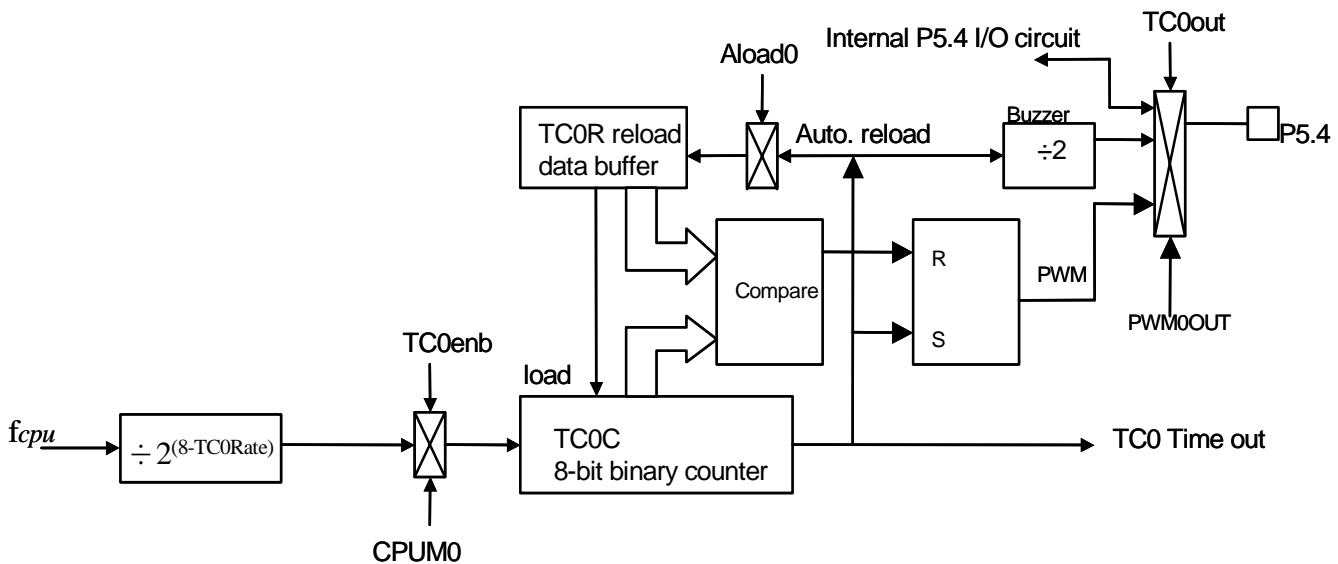 TC0out
Internal P5.4 I/O circuit
Aload0
TC0R reload
data buffer
Auto. reload
Buzzer
÷2
P5.4
R
S
PWM
Compare
PWM0OUT
TC0enb
load
fcpu
÷ 2(8-TC0Rate)
TC0C
8-bit binary counter
TC0 Time out
CPUM0